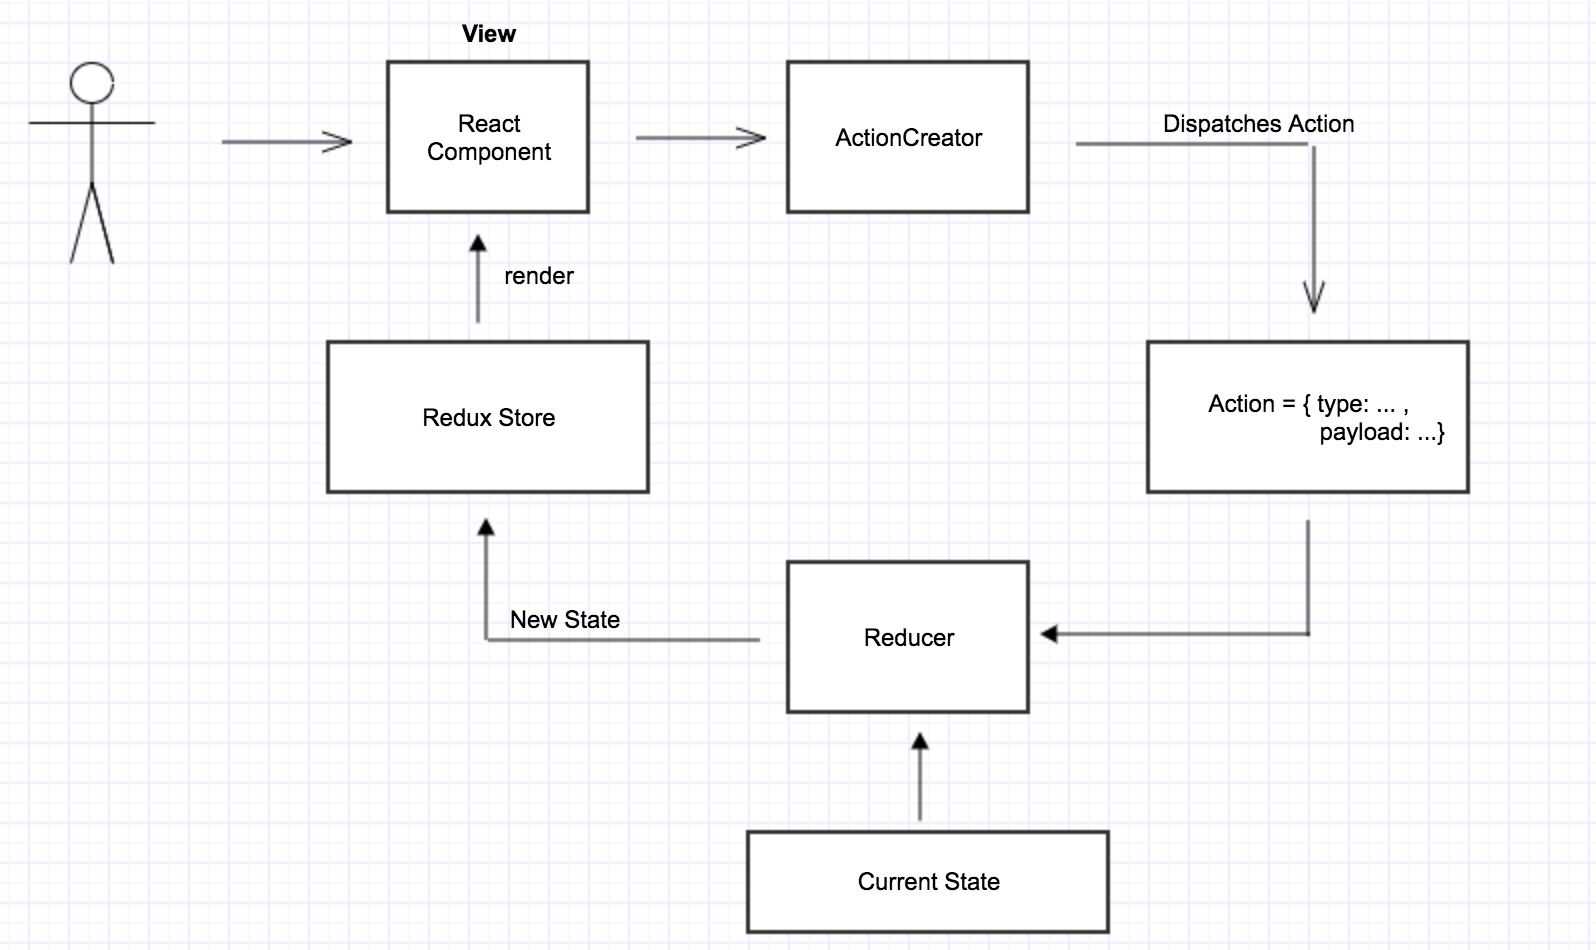 View
React
Component
ActionCreator
Dispatches Action
render
Redux Store
Action = { type: ... ,
payload: ...}
New State
Reducer
Current State